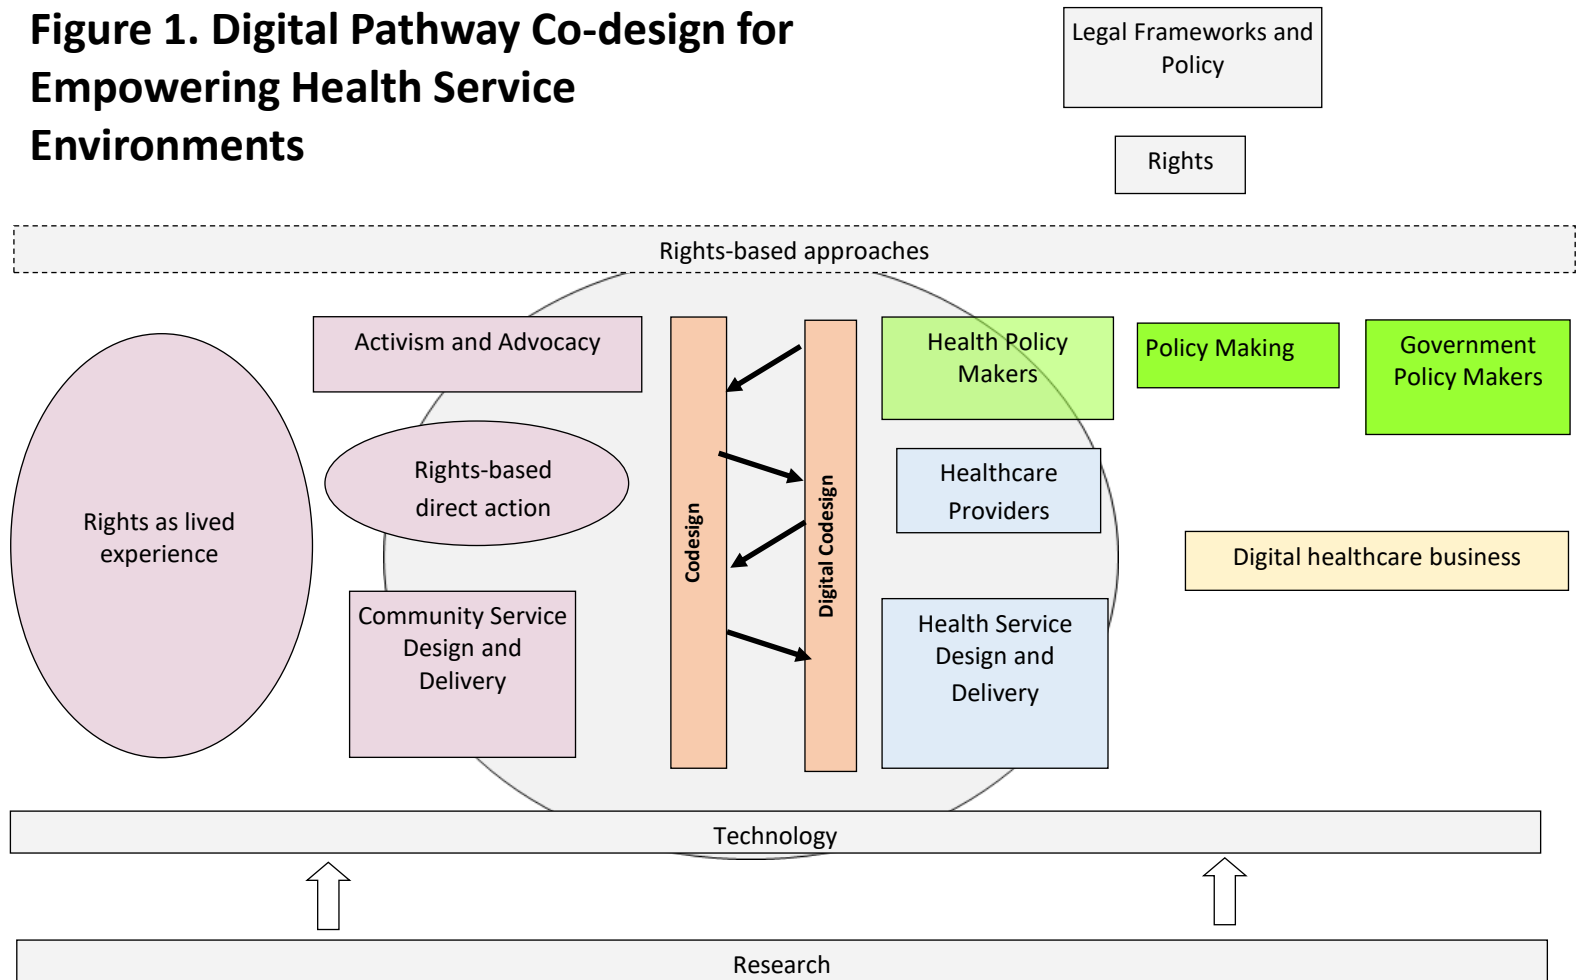 Figure 1. Digital Pathway Co-design for
Empowering Health Service
Environments
Legal Frameworks and
Policy
Rights
Rights-based approaches
Activism and Advocacy
Rights-based
direct action
Rights as lived
experience
Community Service
Design and
Delivery
Codesign
Digital Codesign
Health Policy
Makers
Policy Making
Government
Policy Makers
Healthcare
Providers
Digital healthcare business
Health Service
Design and
Delivery
Technology
Research